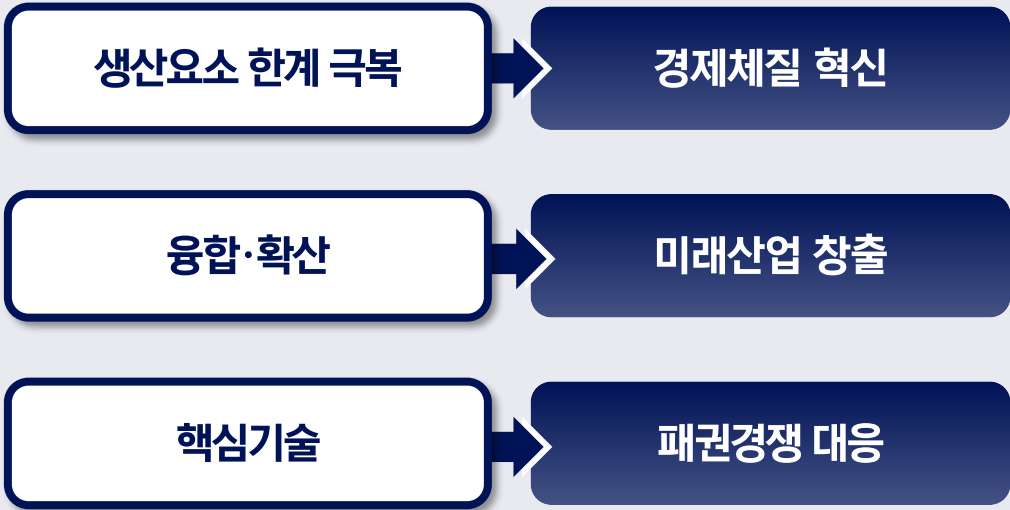 생산요소 한계 극복
경제체질 혁신
융합·확산
미래산업 창출
핵심기술
패권경쟁 대응